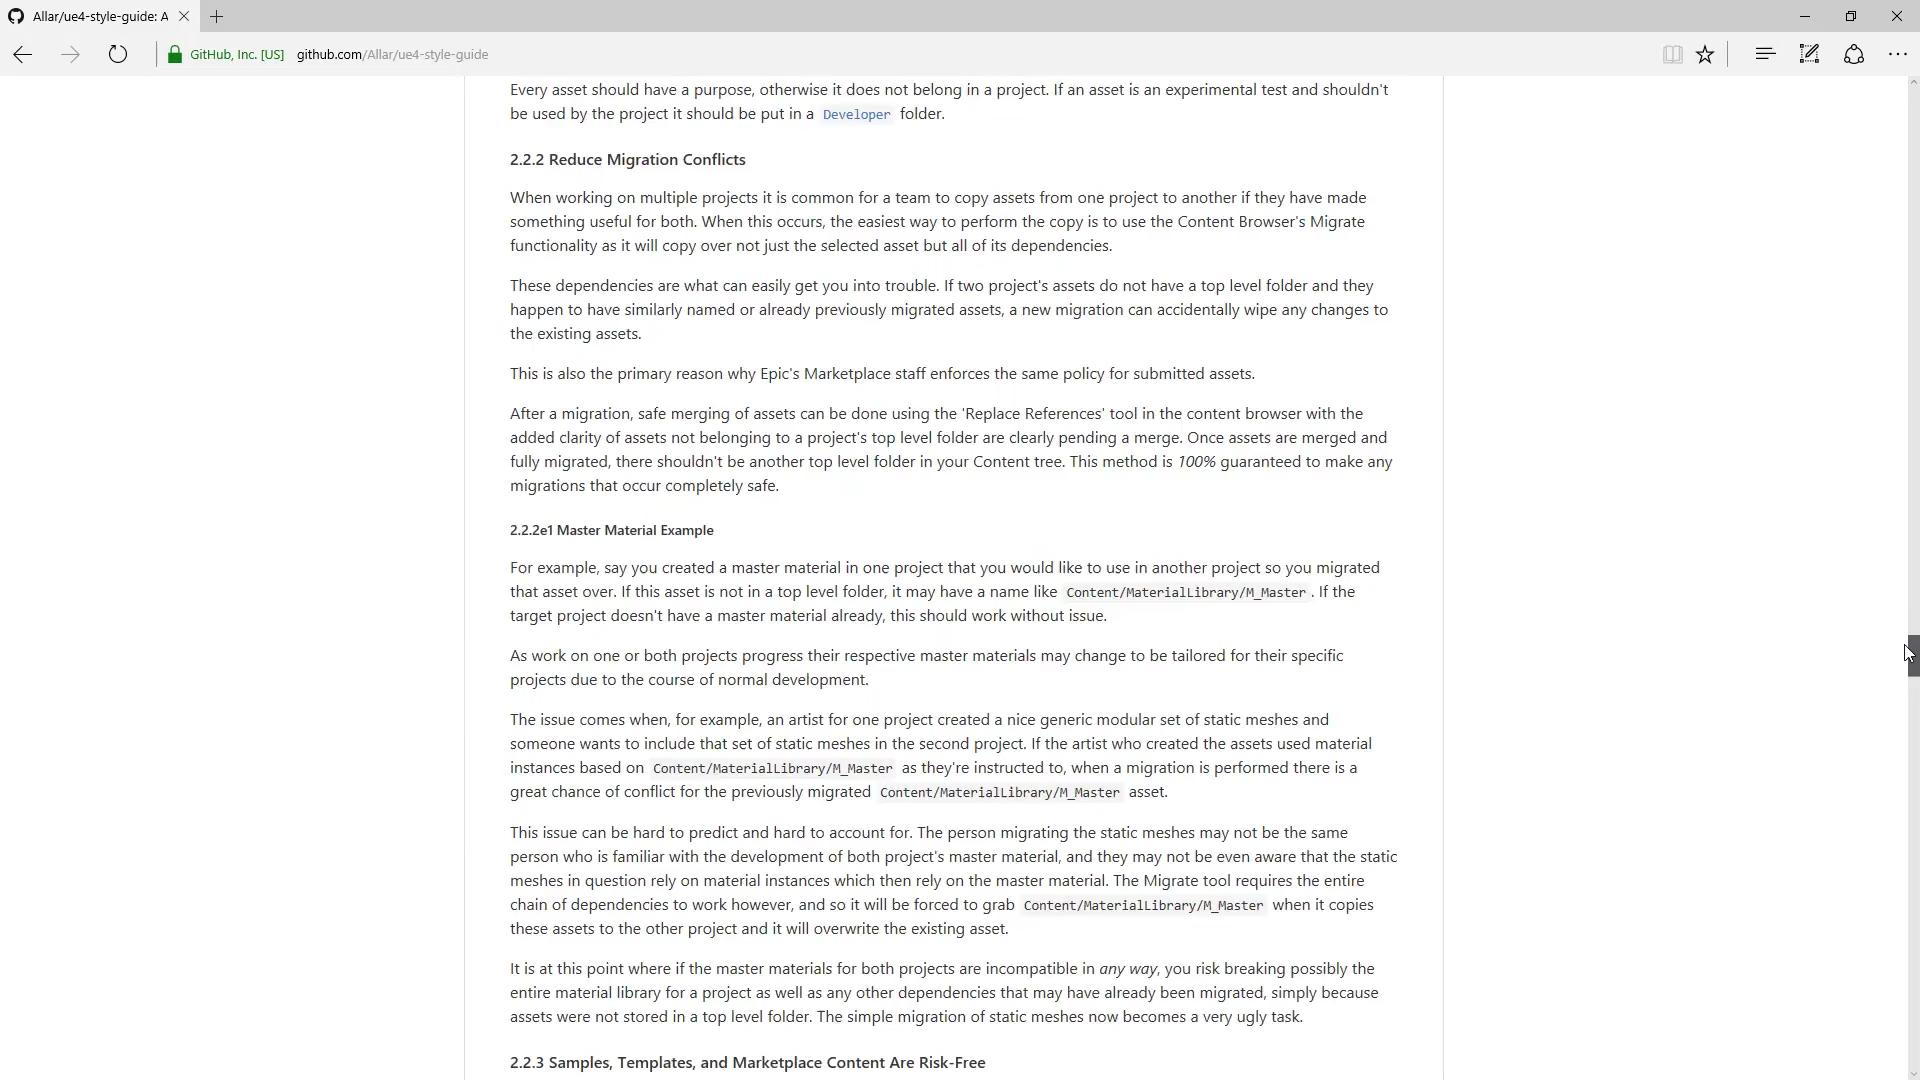 Allar/ue4-style-guide: A
GitHub, Inc. [US] github.com/Allar/ue4-style-guide
Every asset should have a purpose, otherwise it does not belong in a project. If an asset is an experimental test and shouldn't
be used by the project it should be put in a Developer folder.
2.2.2 Reduce Migration Conflicts
When working on multiple projects it is common for a team to copy assets from one project to another if they have made
something useful for both. When this occurs, the easiest way to perform the copy is to use the Content Browser's Migrate
functionality as it will copy over not just the selected asset but all of its dependencies.
These dependencies are what can easily get you into trouble. If two project's assets do not have a top level folder and they
happen to have similarly named or already previously migrated assets, a new migration can accidentally wipe any changes to
the existing assets.
This is also the primary reason why Epic's Marketplace staff enforces the same policy for submitted assets.
After a migration, safe merging of assets can be done using the 'Replace References' tool in the content browser with the
added clarity of assets not belonging to a project's top level folder are clearly pending a merge. Once assets are merged and
fully migrated, there shouldn't be another top level folder in your Content tree. This method is 100% guaranteed to make any
migrations that occur completely safe.
2.2.2e1 Master Material Example
For example, say you created a master material in one project that you would like to use in another project so you migrated
that asset over. If this asset is not in a top level folder, it may have a name like Content/MaterialLibrary/M_Master . If the
target project doesn't have a master material already, this should work without issue.
As work on one or both projects progress their respective master materials may change to be tailored for their specific
projects due to the course of normal development.
The issue comes when, for example, an artist for one project created a nice generic modular set of static meshes and
someone wants to include that set of static meshes in the second project. If the artist who created the assets used material
instances based on Content/MaterialLibrary/M_Master as they're instructed to, when a migration is performed there is a
great chance of conflict for the previously migrated Content/MaterialLibrary/M_Master asset.
This issue can be hard to predict and hard to account for. The person migrating the static meshes may not be the same
person who is familiar with the development of both project's master material, and they may not be even aware that the static
meshes in question rely on material instances which then rely on the master material. The Migrate tool requires the entire
chain of dependencies to work however, and so it will be forced to grab Content/MaterialLibrary/M_Master when it copies
these assets to the other project and it will overwrite the existing asset.
It is at this point where if the master materials for both projects are incompatible in any way, you risk breaking possibly the
entire material library for a project as well as any other dependencies that may have already been migrated, simply because
assets were not stored in a top level folder. The simple migration of static meshes now becomes a very ugly task.
2.2.3 Samples, Templates, and Marketplace Content Are Risk-Free